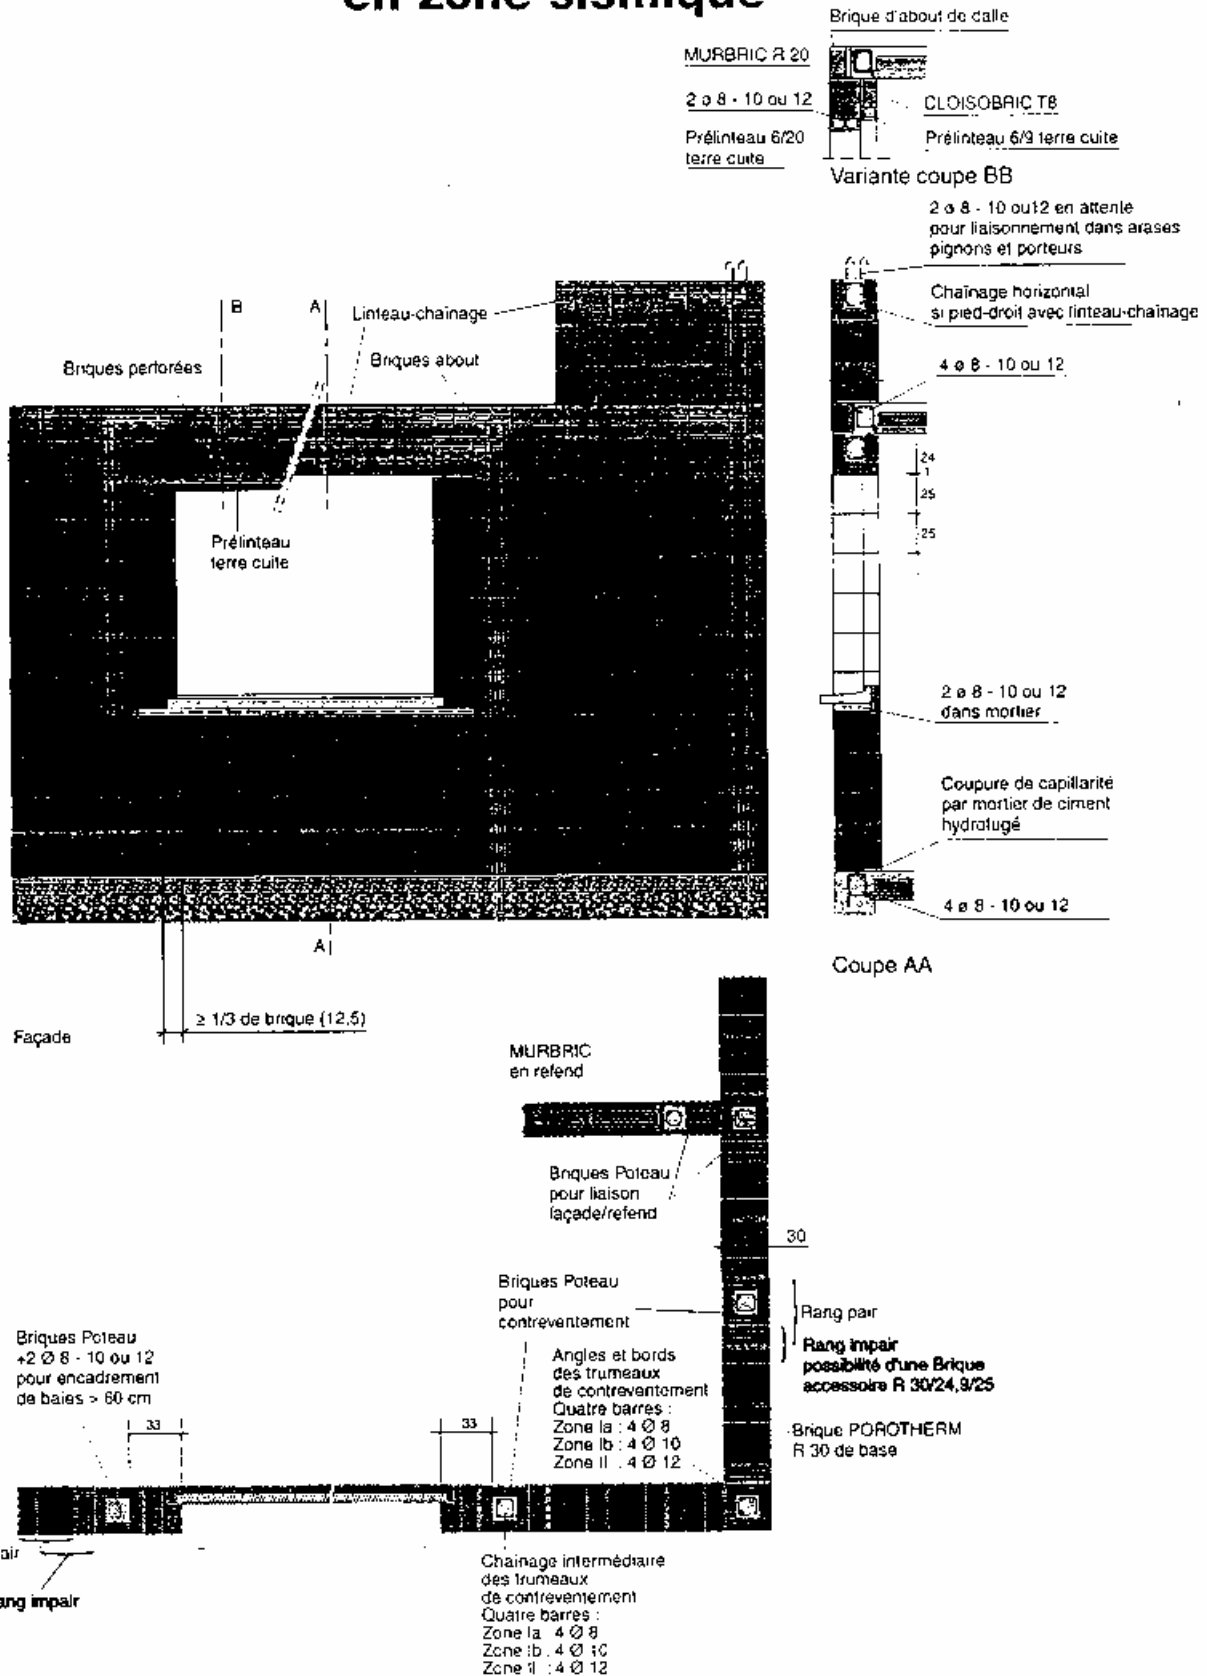 en zone sismique
Brique d'about de dalle
MURBRIC R 20
2 ø 8 - 10 ou 12
CLOISOBRIC T8
Prélinteau 6/20
terre cuite
Prélinteau 6/9 terre cuite
Variante coupe BB
2 ø 8 - 10 ou12 en attente
pour liaisonnement dans arases
pignons et porteurs
Chaînage horizontal
si pied-droit avec linteau-chaînage
4 ø 8 - 10 ou 12
B
A
Linteau-chaînage
Briques perforées
Briques about
24
1
25
25
Prélinteau
terre cuite
2 ø 8 - 10 ou 12
dans mortier
Coupure de capillarité
par mortier de ciment
hydrofugé
4 ø 8 - 10 ou 12
A
Coupe AA
≥ 1/3 de brique (12,5)
Façade
MURBRIC
en refend
Briques Poteau
pour liaison
façade/refend
30
Briques Poteau
pour
contreventement
Rang pair
Rang impair
possibilité d'une Brique
accessoire R 30/24,9/25
Briques Poteau
+2 Ø 8 - 10 ou 12
pour encadrement
de baies > 60 cm
Angles et bords
des trumeaux
de contreventement
Quatre barres :
Zone Ia : 4 Ø 8
Zone Ib : 4 Ø 10
Zone II : 4 Ø 12
Brique POROTHERM
R 30 de base
33
33
air
ang impair
Chaînage intermédiaire
des trumeaux
de contreventement
Quatre barres :
Zone Ia 4 Ø 8
Zone Ib . 4 Ø 10
Zone II : 4 Ø 12